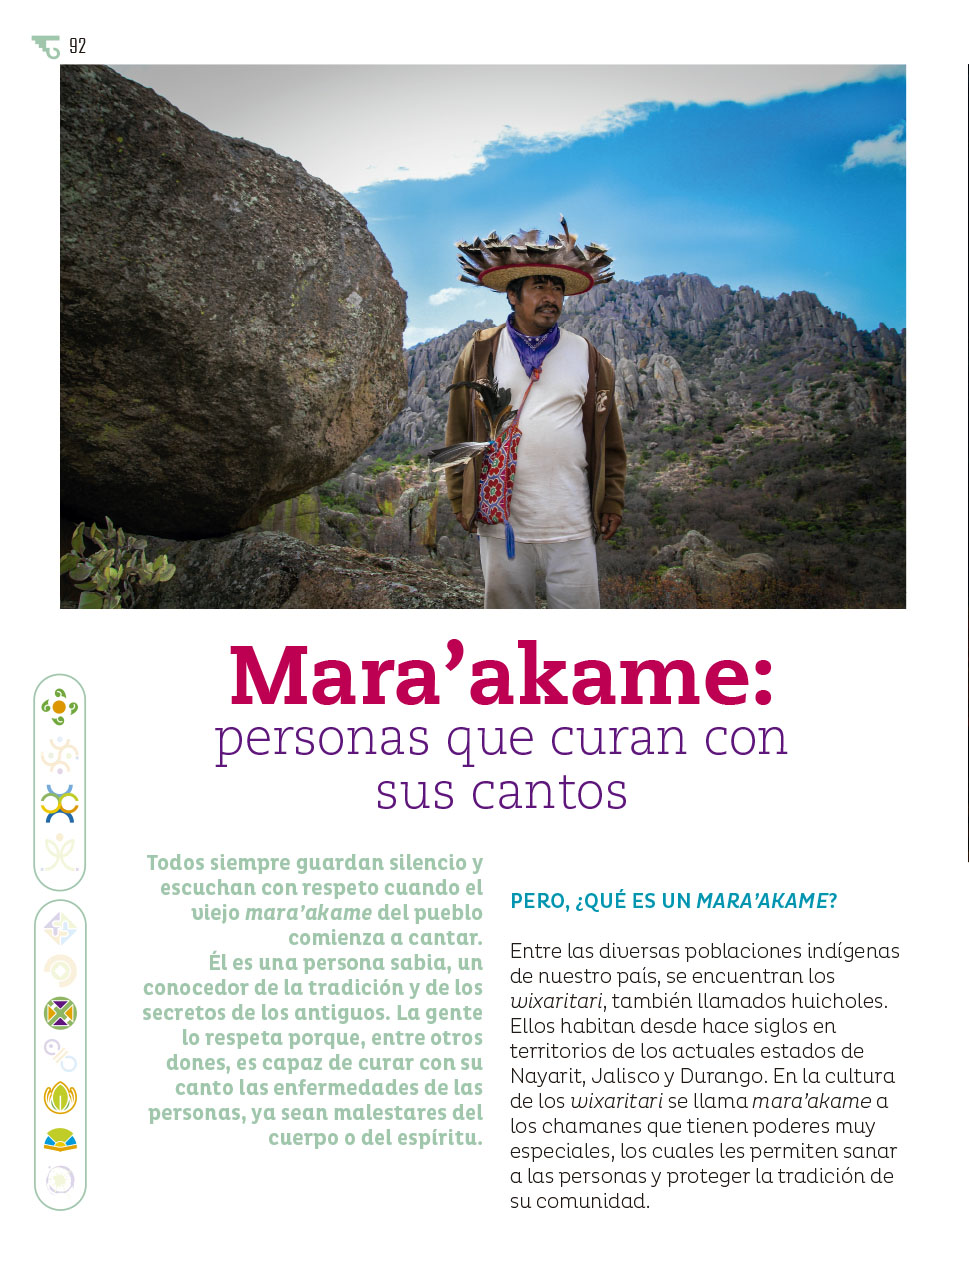 92
Mara’akame:
personas que curan con
sus cantos
Todos siempre guardan silencio y
escuchan con respeto cuando el
viejo mara’akame del pueblo
comienza a cantar.
Él es una persona sabia, un
conocedor de la tradición y de los
secretos de los antiguos. La gente
lo respeta porque, entre otros
dones, es capaz de curar con su
canto las enfermedades de las
personas, ya sean malestares del
cuerpo o del espíritu.
PERO, ¿QUÉ ES UN MARA’AKAME?
Entre las diversas poblaciones indígenas
de nuestro país, se encuentran los
wixaritari, también llamados huicholes.
Ellos habitan desde hace siglos en
territorios de los actuales estados de
Nayarit, Jalisco y Durango. En la cultura
de los wixaritari se llama mara’akame a
los chamanes que tienen poderes muy
especiales, los cuales les permiten sanar
a las personas y proteger la tradición de
su comunidad.